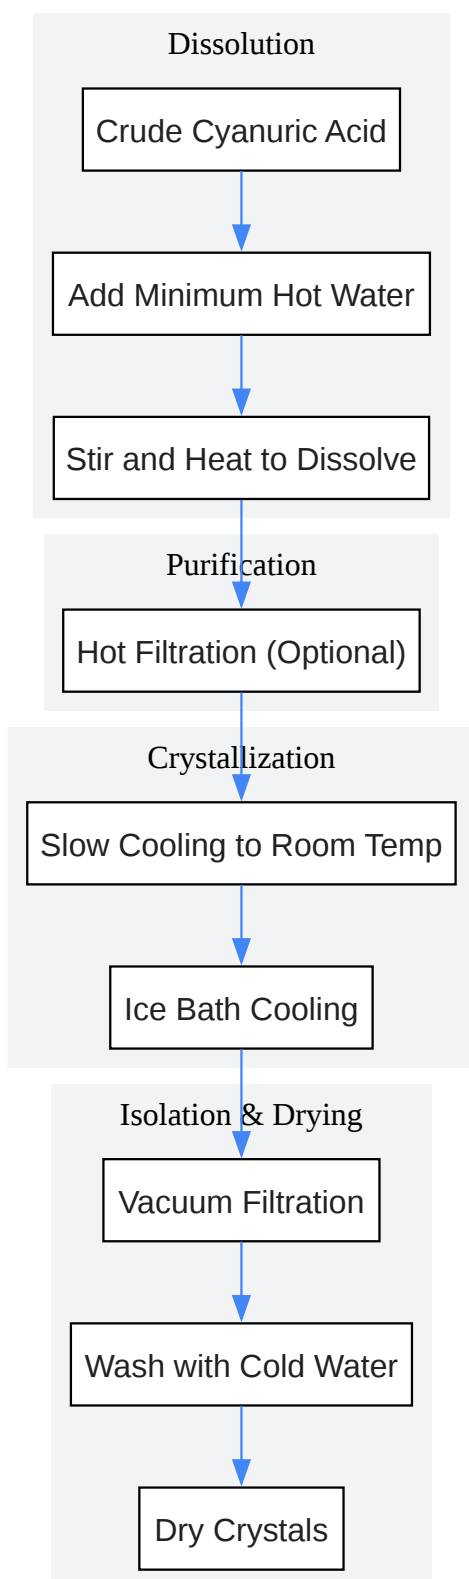 Dissolution
Crude Cyanuric Acid
Add Minimum Hot Water
Stir and Heat to Dissolve
Purification
Hot Filtration (Optional)
Crystallization
Slow Cooling to Room Temp
Ice Bath Cooling
Isolation & Drying
Vacuum Filtration
Wash with Cold Water
Dry Crystals